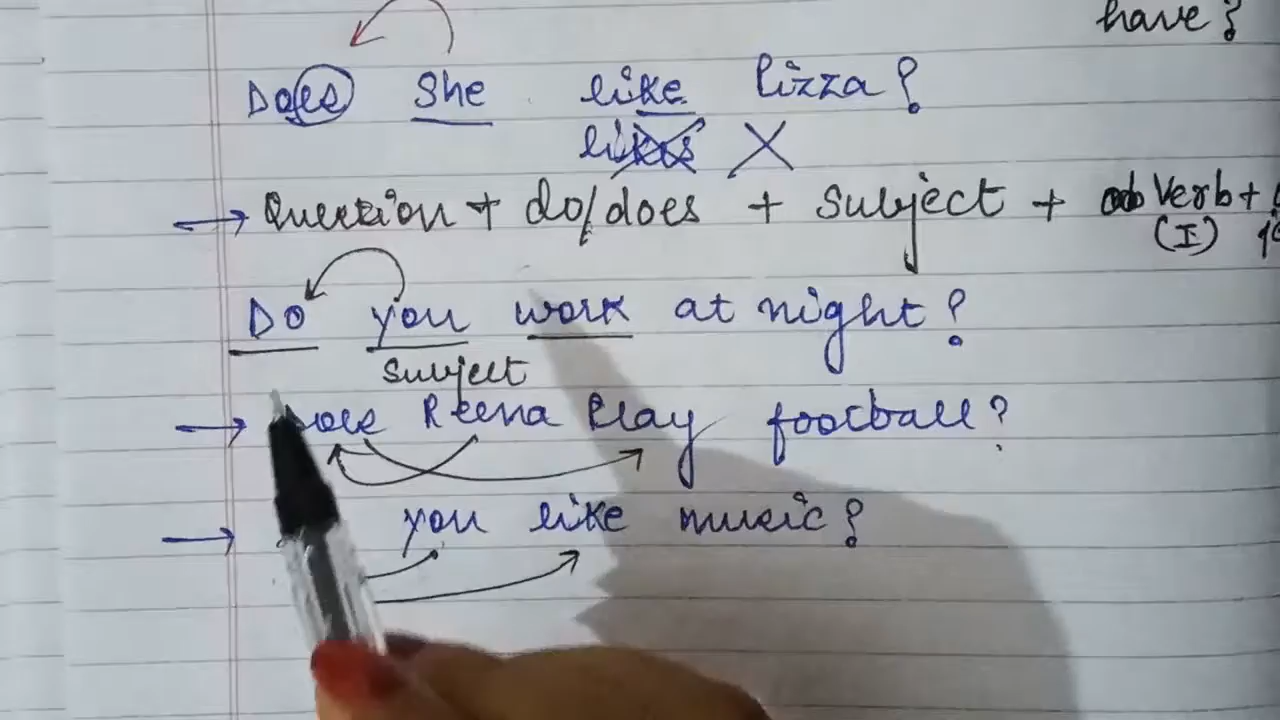 have?
Does She like Pizza?
likes X
→ Question + do/does + Subject + Verb +
(I)
Do you work at night?
Subject
→ Does Reena Play football?
→ you like music?